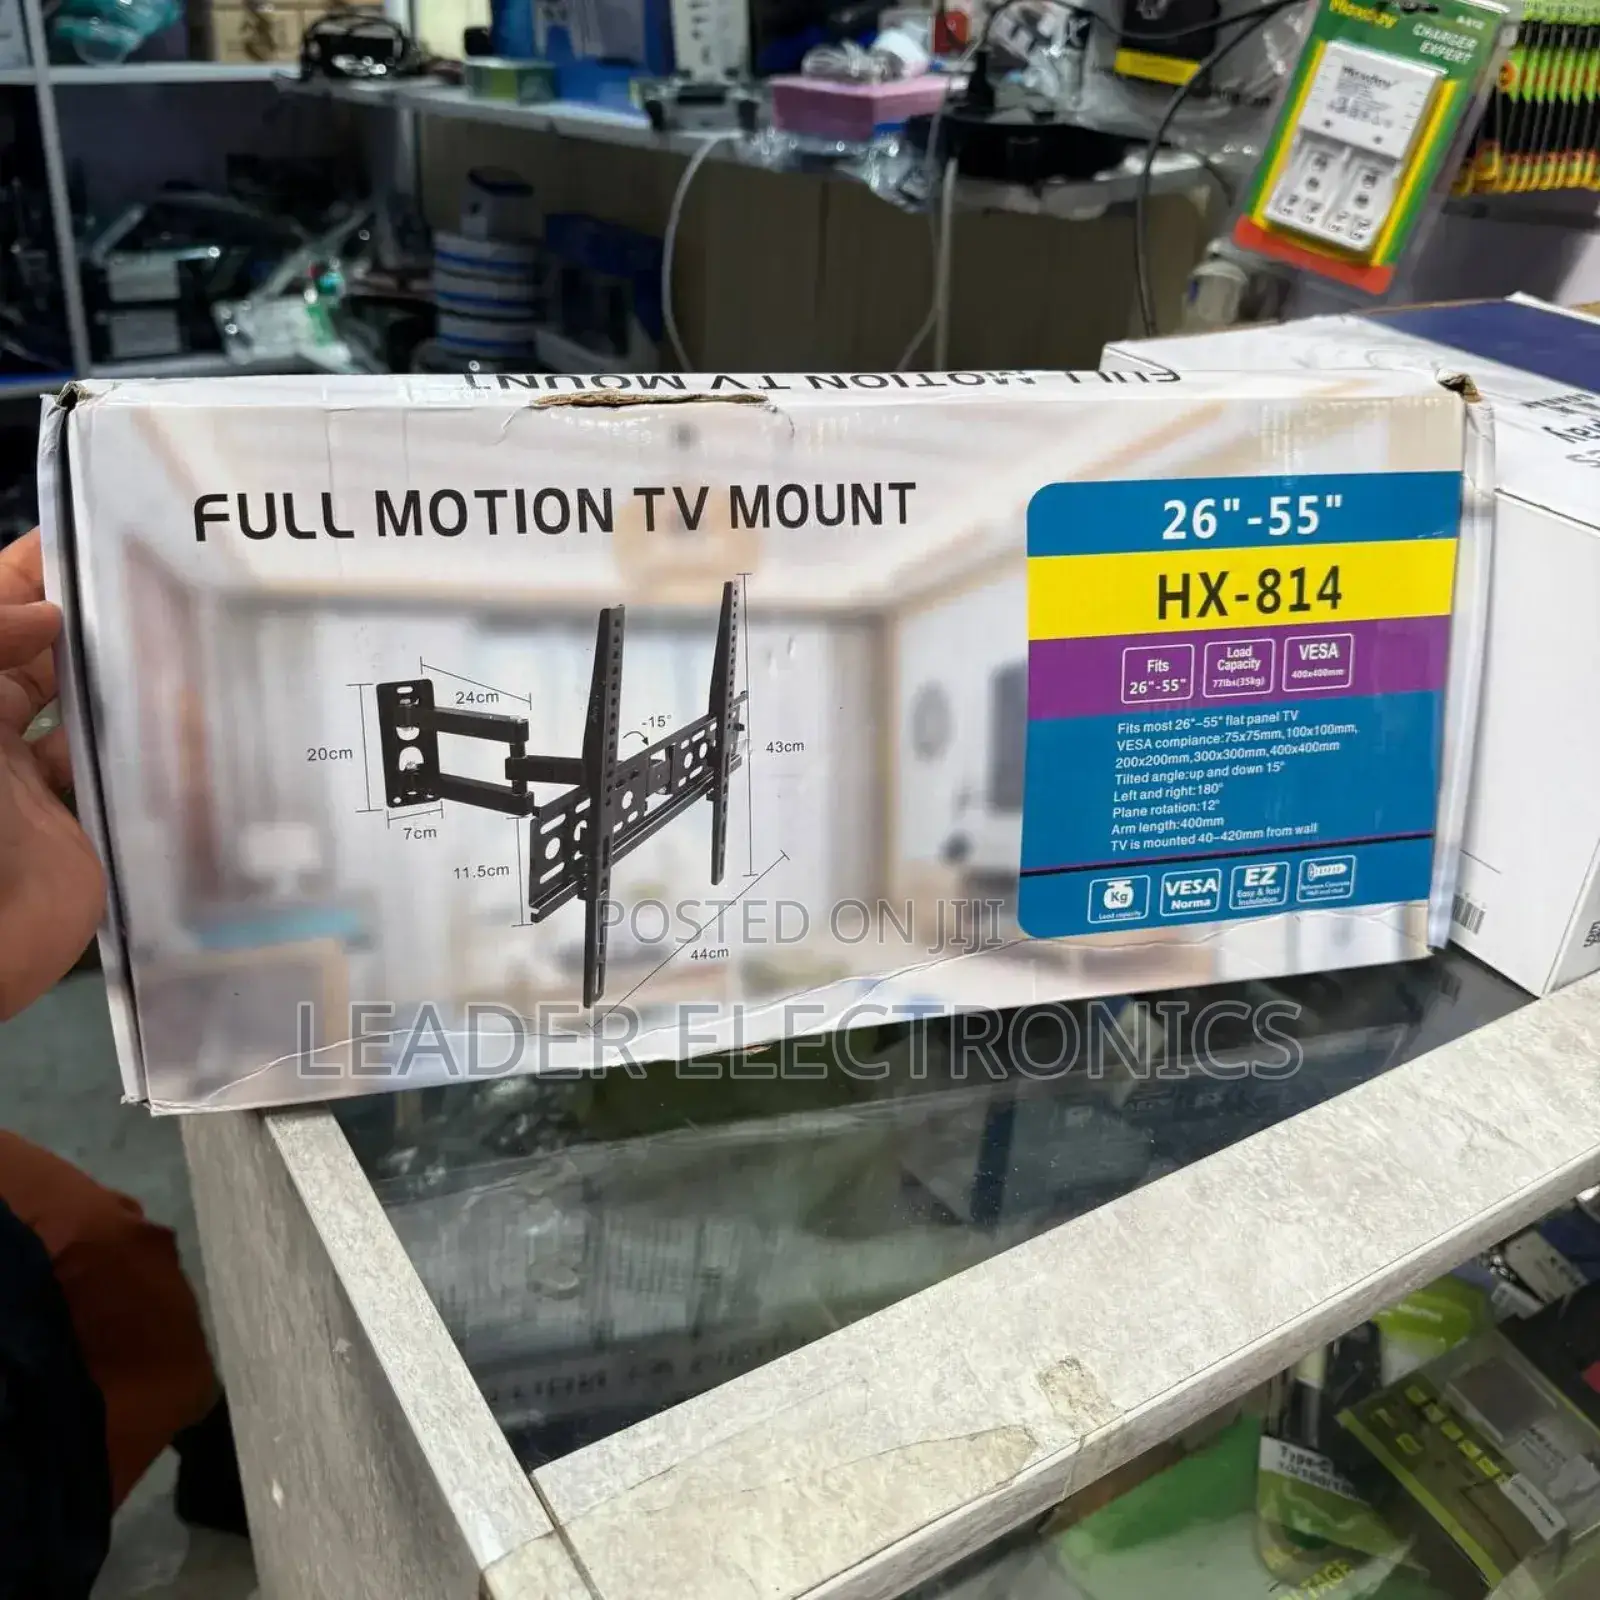 CHARGER
EXPERT
FULL MOTION TV MOUNT
FULL MOTION TV MOUNT
26"-55"
HX-814
Fits
26"-55"
Load
Capacity
77lbs(35kg)
VESA
400x400mm
Fits most 26"-55" flat panel TV
VESA compiance:75x75mm,100x100mm,
200x200mm,300x300mm,400x400mm
Tilted angle:up and down 15°
Left and right:180°
Plane rotation:12°
Arm length:400mm
TV is mounted 40-420mm from wall
Kg
Load capacity
VESA
Norma
EZ
Easy & fast
Installation
24cm
20cm
7cm
-15°
43cm
11.5cm
44cm
POSTED ON JIJI
LEADER ELECTRONICS